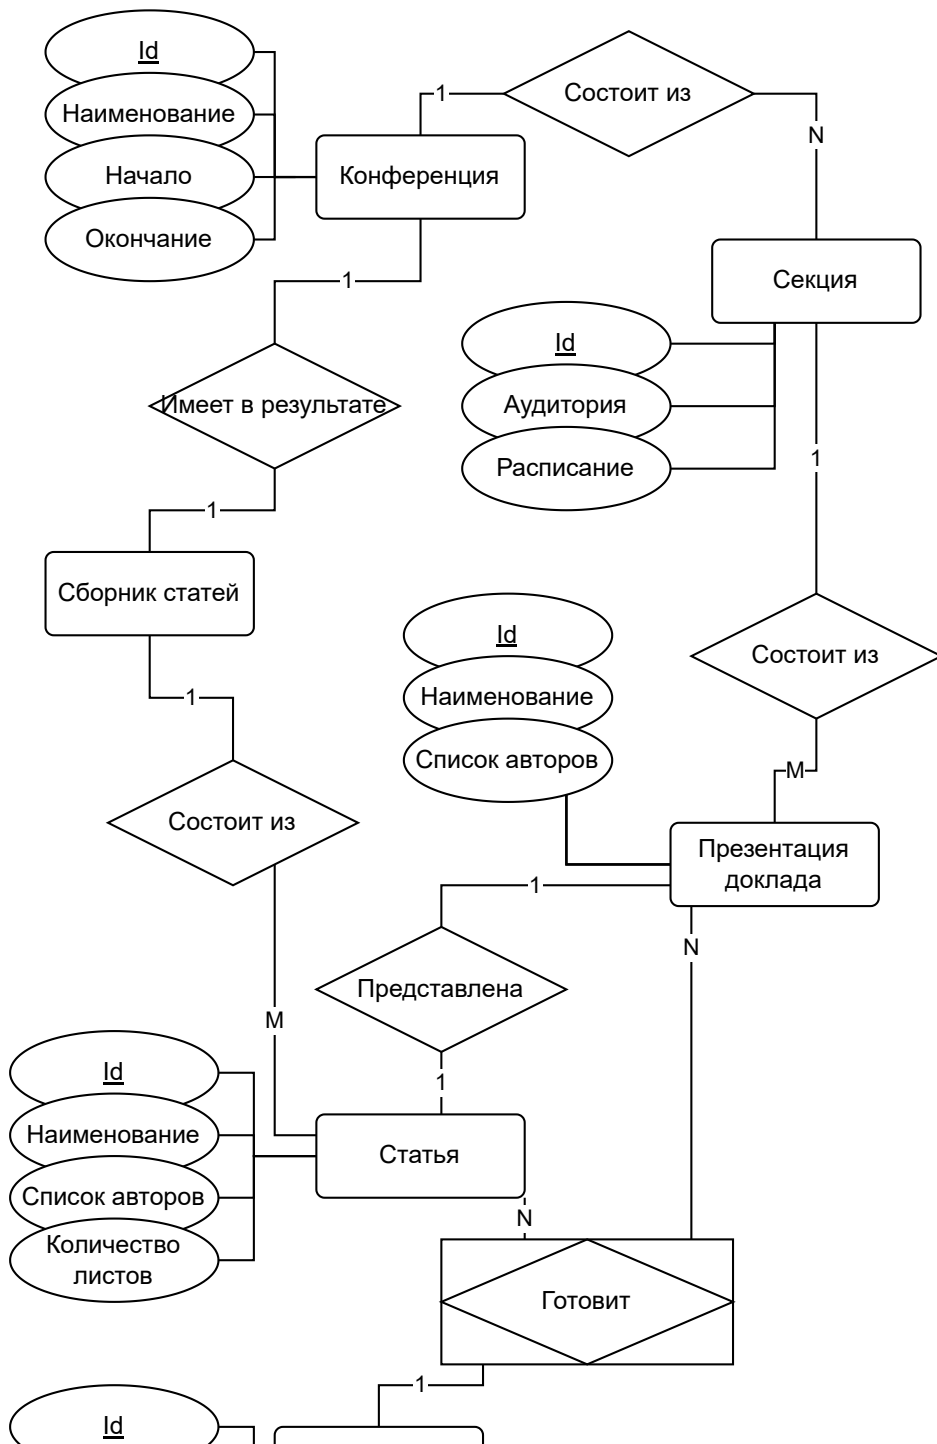 Id
Наименование
Начало
Окончание
1
Состоит из
N
Конференция
Секция
1
Id
Аудитория
Расписание
Имеет в результате
1
1
Сборник статей
Id
Наименование
Список авторов
Состоит из
1
M
Состоит из
Презентация
доклада
1
N
Представлена
M
1
Id
Наименование
Список авторов
Количество
листов
Статья
N
Готовит
1
Id